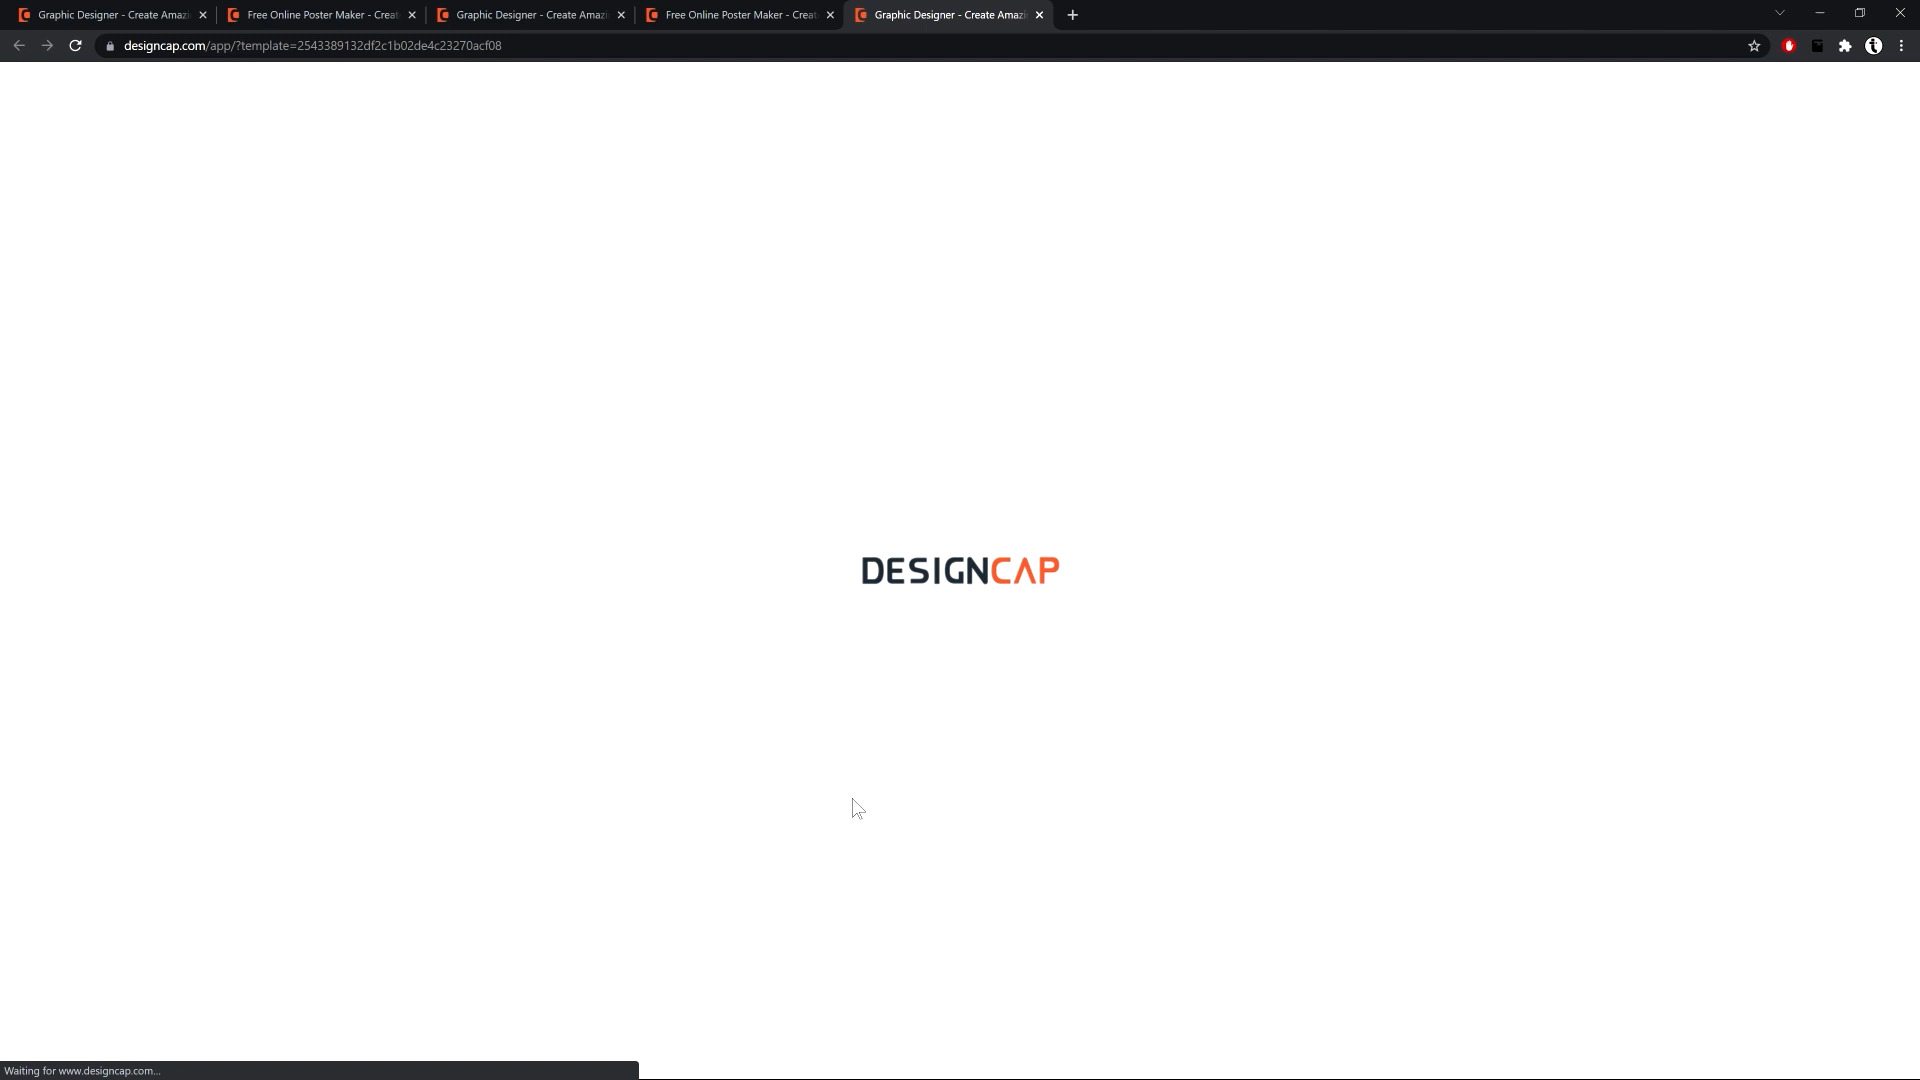 Graphic Designer - Create Amazi
Free Online Poster Maker - Creat
Graphic Designer - Create Amazi
Free Online Poster Maker - Creat
Graphic Designer - Create Amazi
designcap.com/app/?template=2543389132df2c1b02de4c23270acf08
DESIGNCAP
Waiting for www.designcap.com...